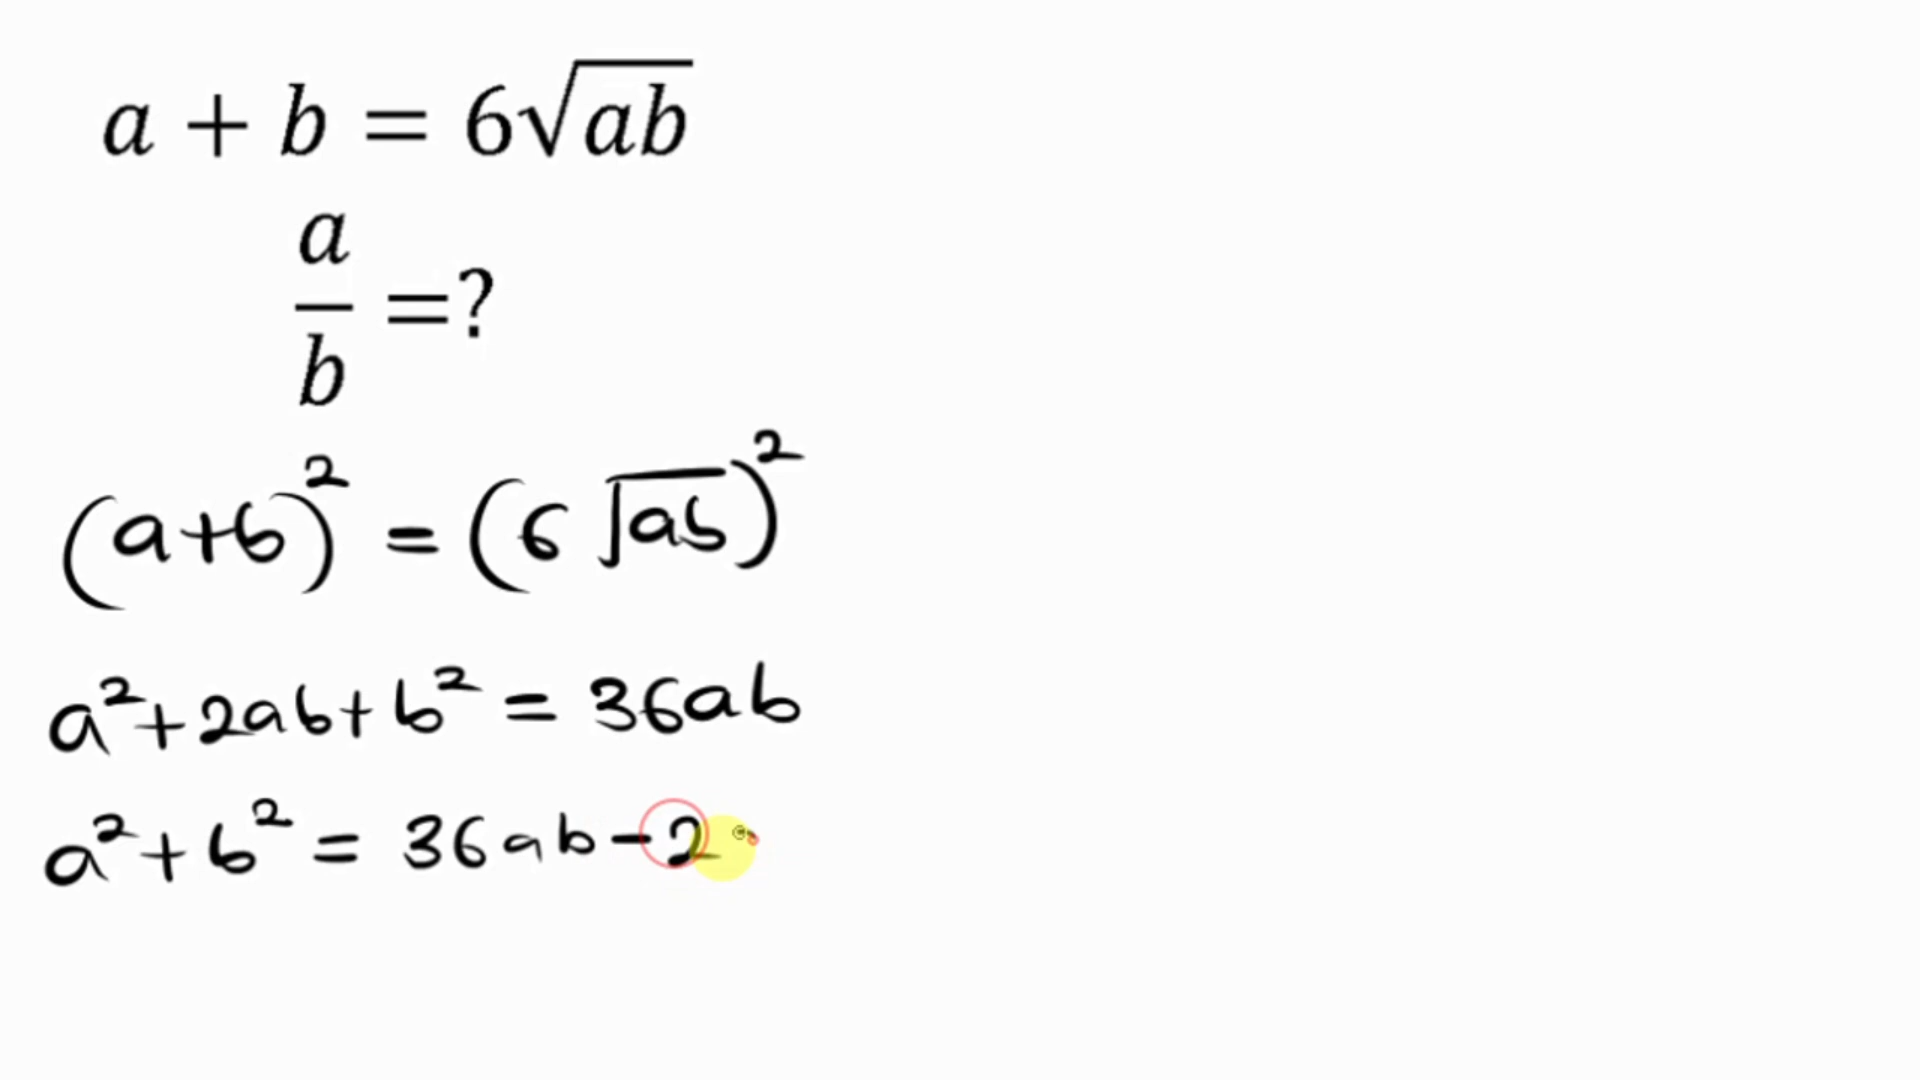 a + b = 6√ab
a/b =?
(a+b)² = (6√ab)²
a²+2ab+b² = 36ab
a²+b² = 36ab-2